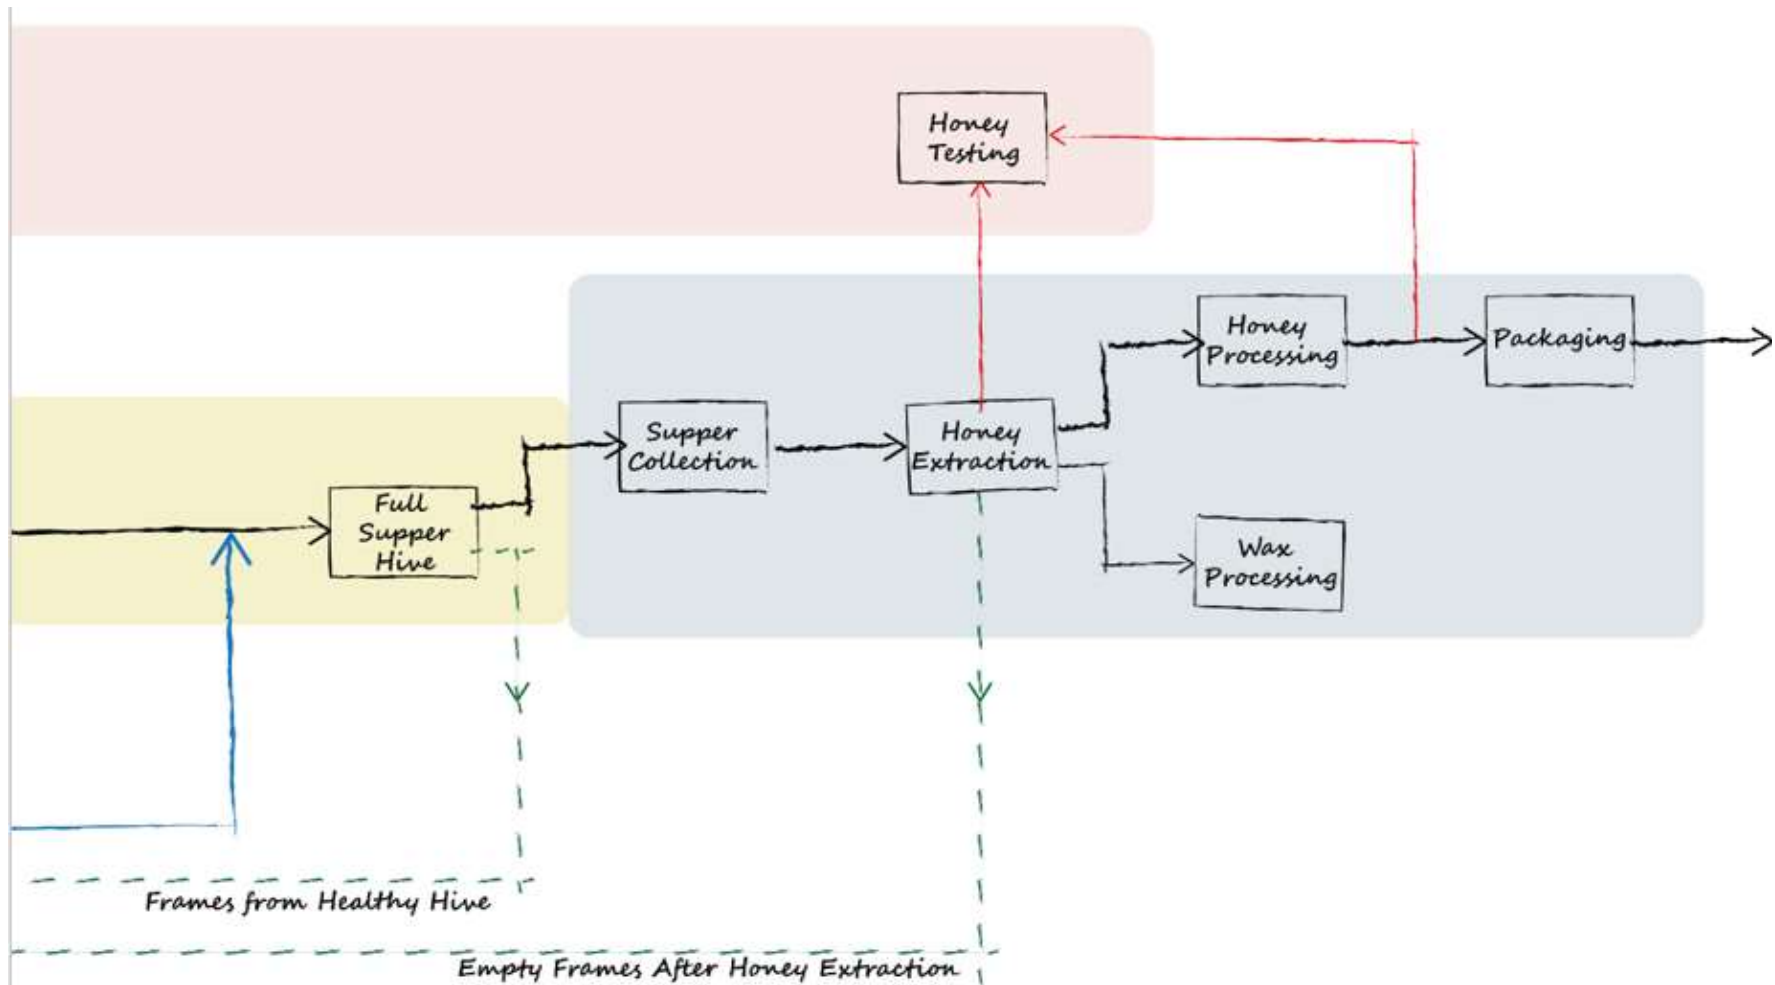 Honey
Testing
Honey
Processing
Packaging
Supper
Collection
Honey
Extraction
Full
Supper
Hive
Wax
Processing
Frames from Healthy Hive
Empty Frames After Honey Extraction